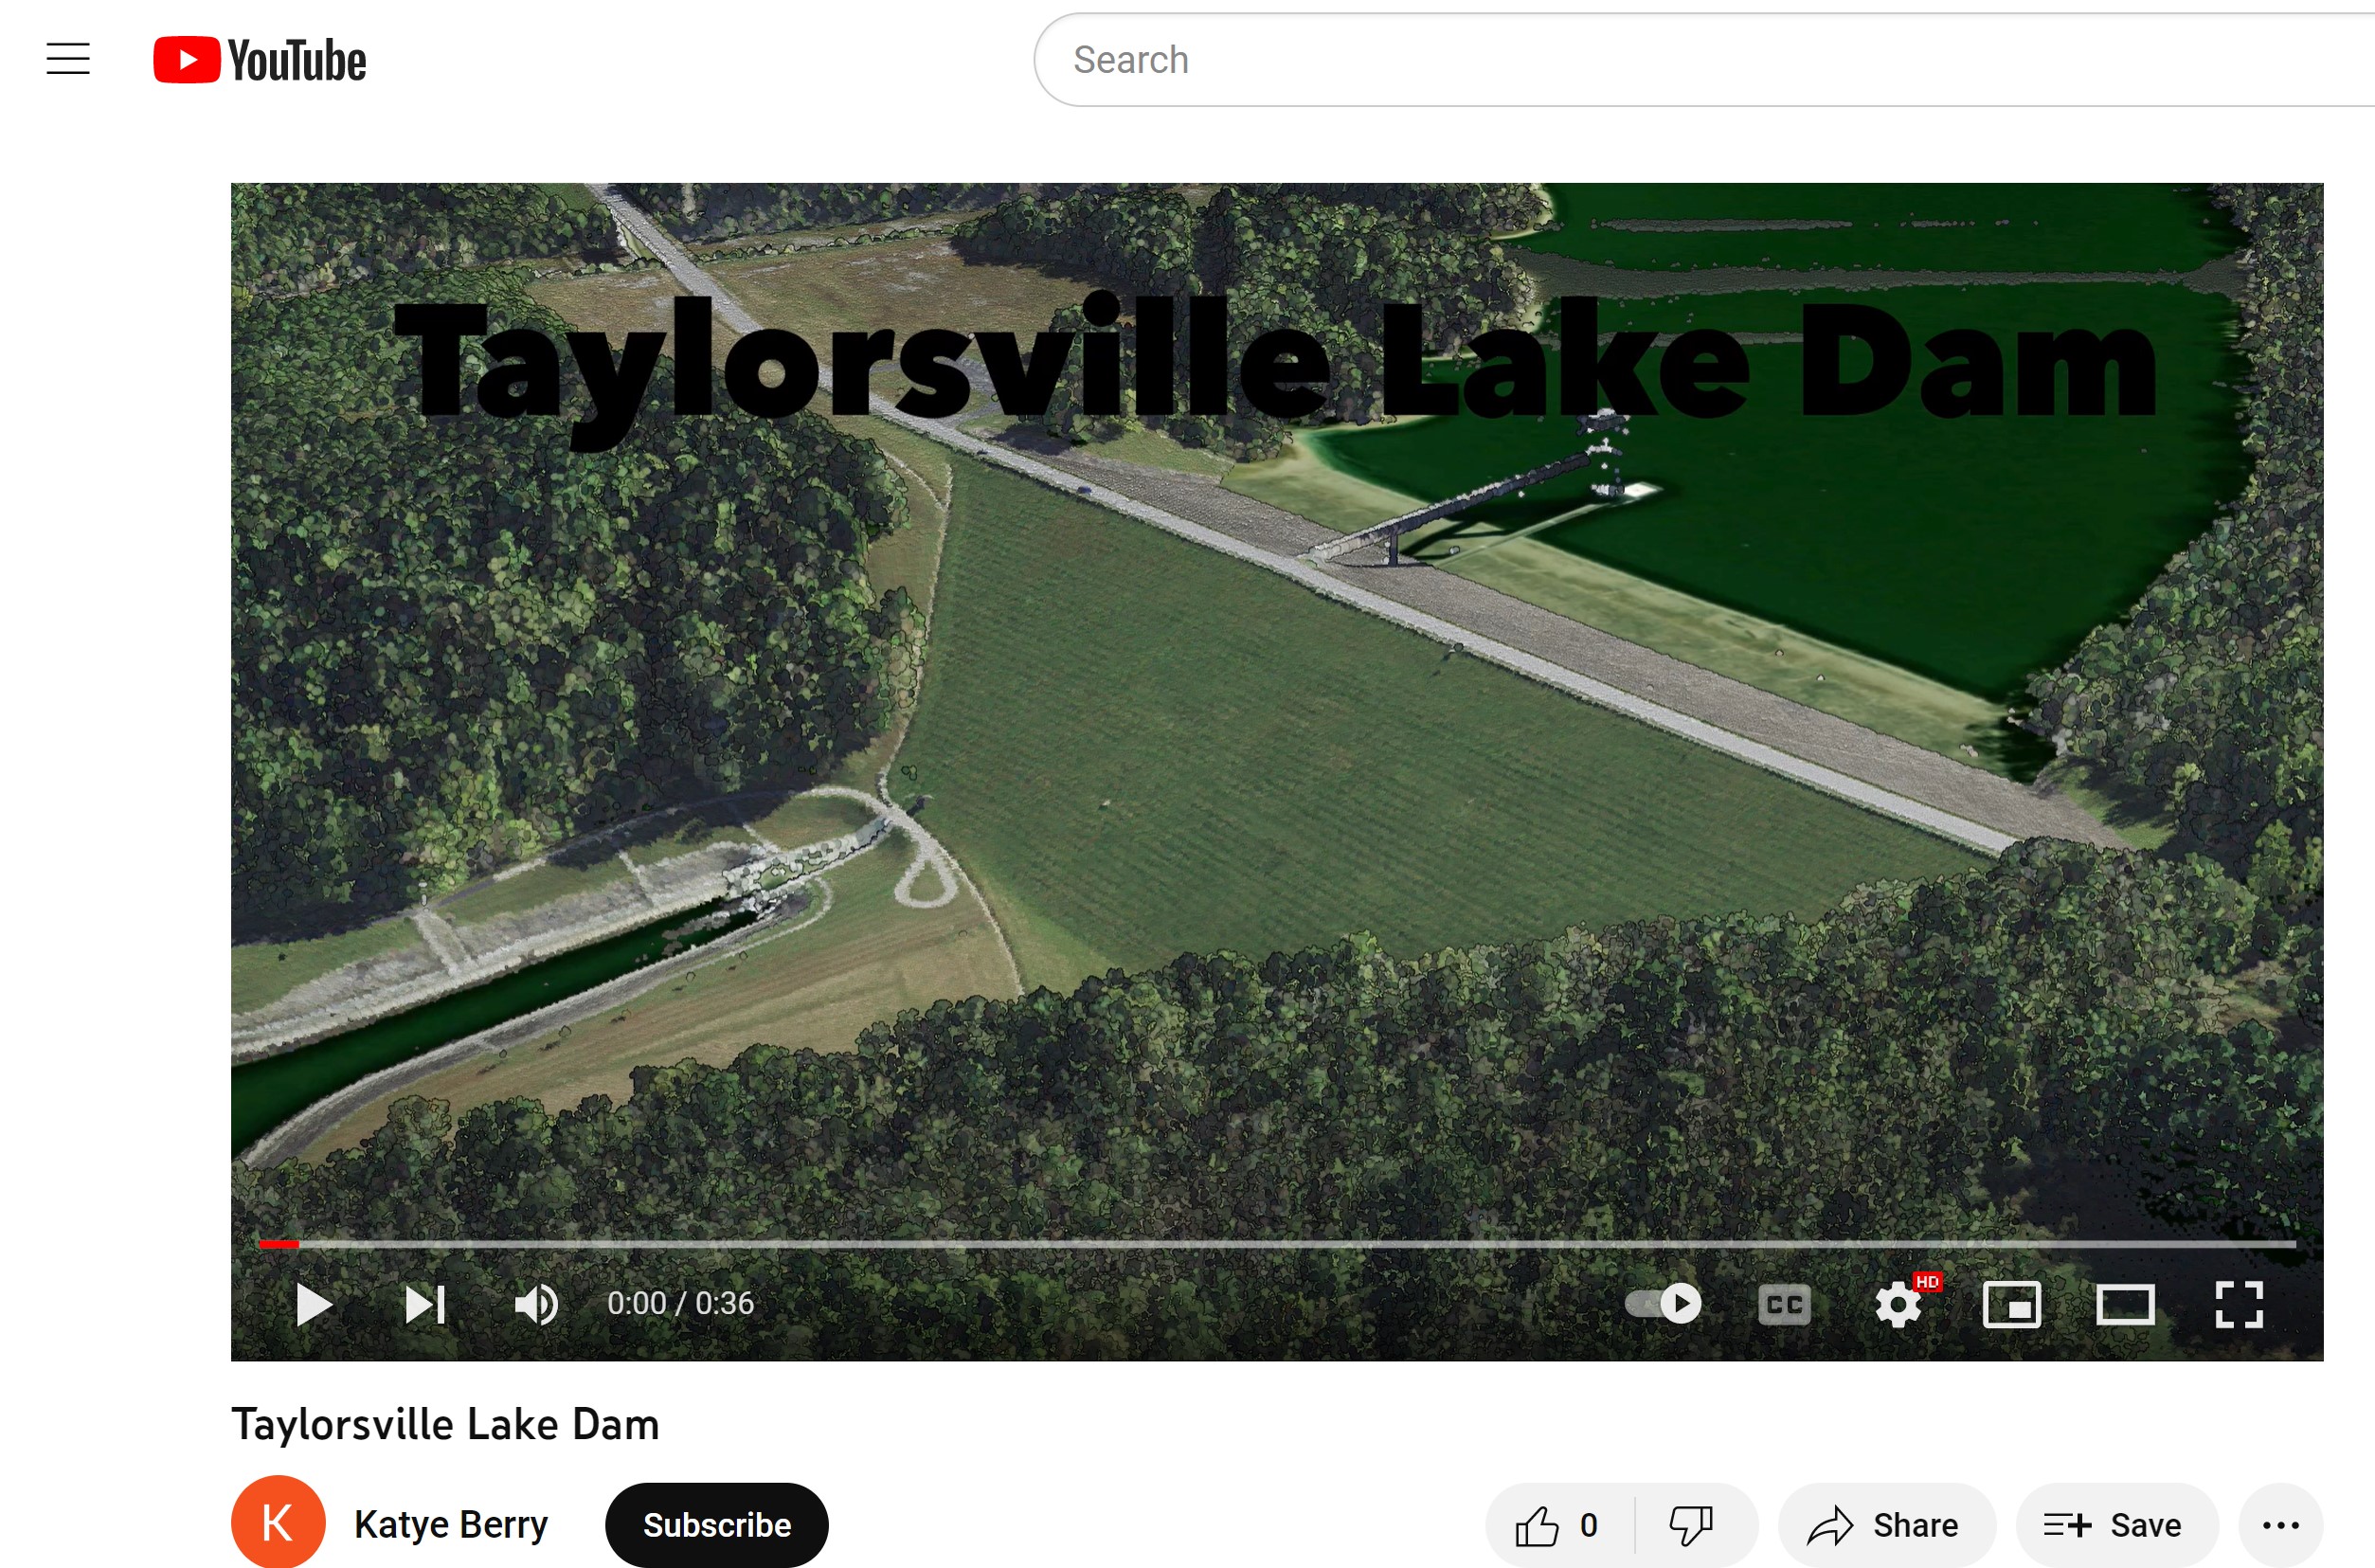 YouTube
Search
Taylorsville Lake Dam
0:00 / 0:36
CC
HD
Taylorsville Lake Dam
K
Katye Berry
Subscribe
0
Share
Save